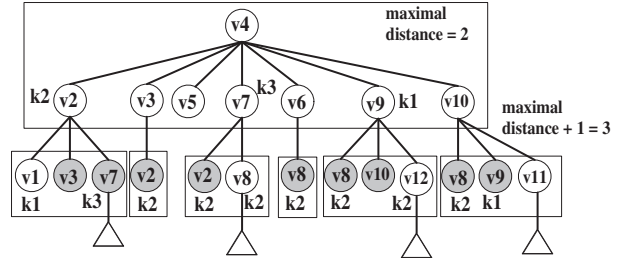 maximal
distance = 2
v4
k2 v2 v3 v5 v7 k3 v6 v9 k1 v10
maximal
distance + 1 = 3
v1 v3 v7 v2 v2 v8 v8 v8 v10 v12 v8 v9 v11
k1 k3 k2 k2 k2 k2 k2 k2 k2 k1